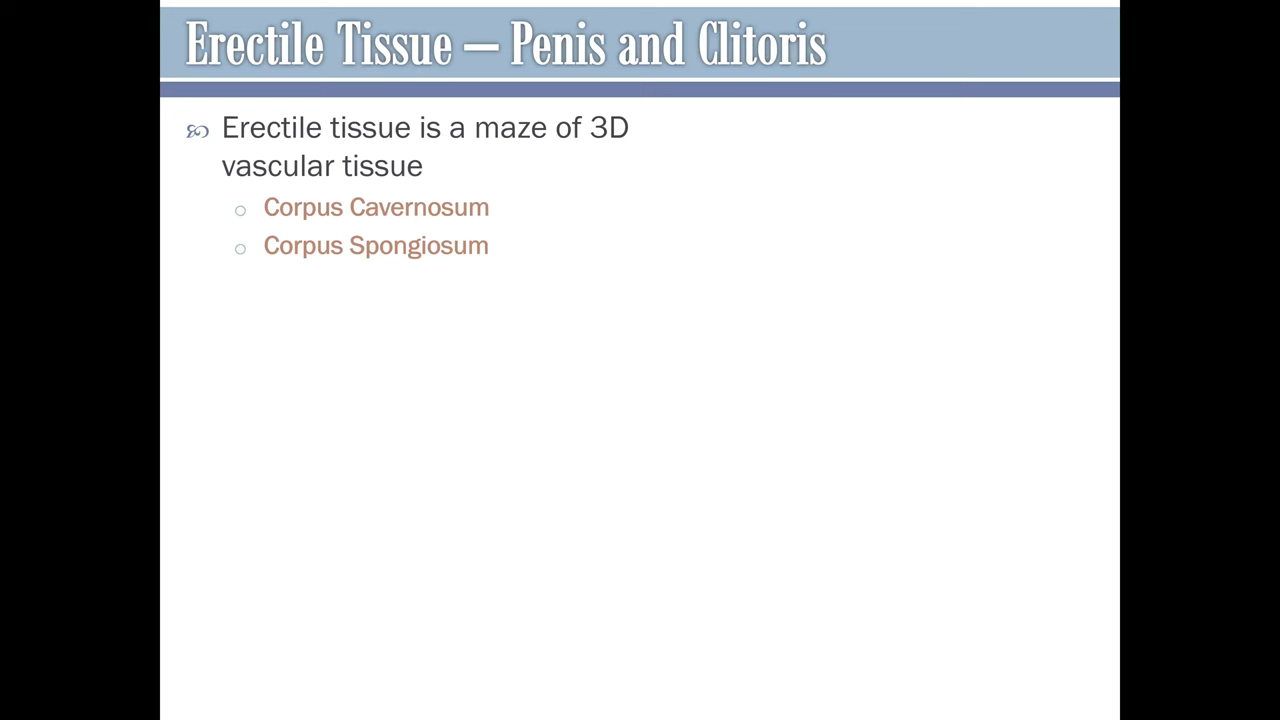 Erectile Tissue — Penis and Clitoris
Erectile tissue is a maze of 3D
vascular tissue
Corpus Cavernosum
Corpus Spongiosum